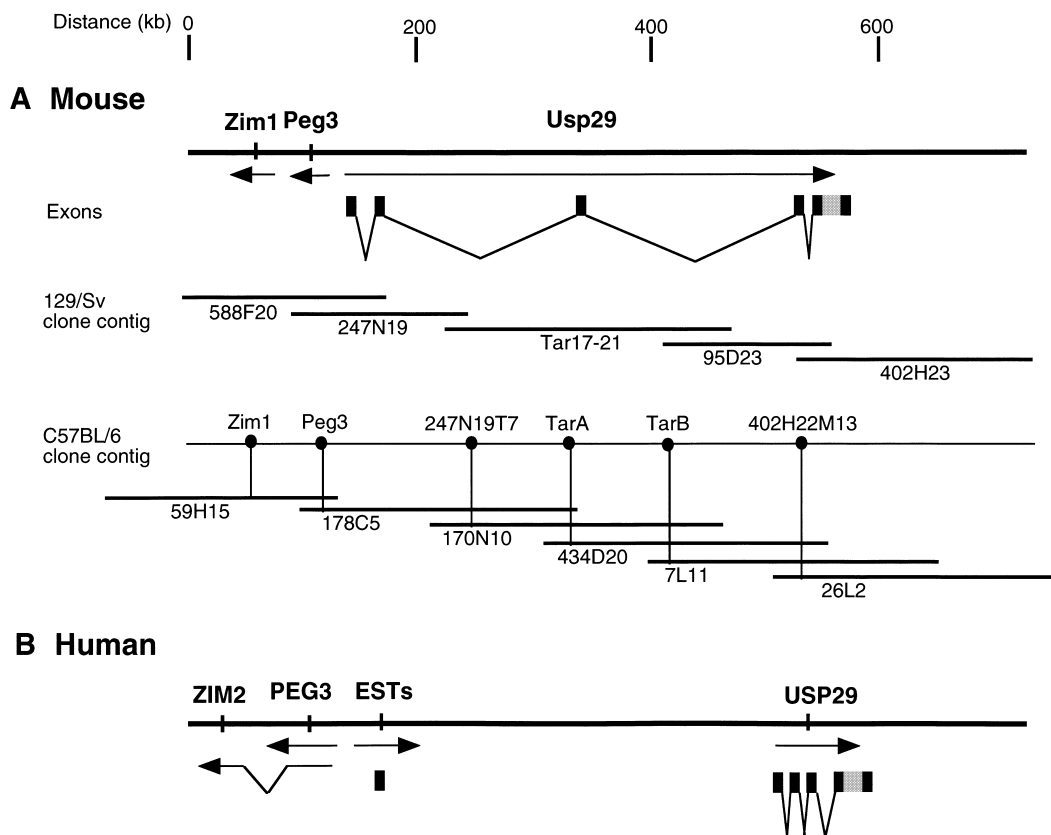 Distance (kb) 0 200 400 600
A Mouse
Zim1 Peg3 Usp29
Exons
129/Sv
clone contig
588F20
247N19
Tar17-21
95D23
402H23
Zim1 Peg3 247N19T7 TarA TarB 402H22M13
C57BL/6
clone contig
59H15
178C5
170N10
434D20
7L11
26L2
B Human
ZIM2 PEG3 ESTs USP29